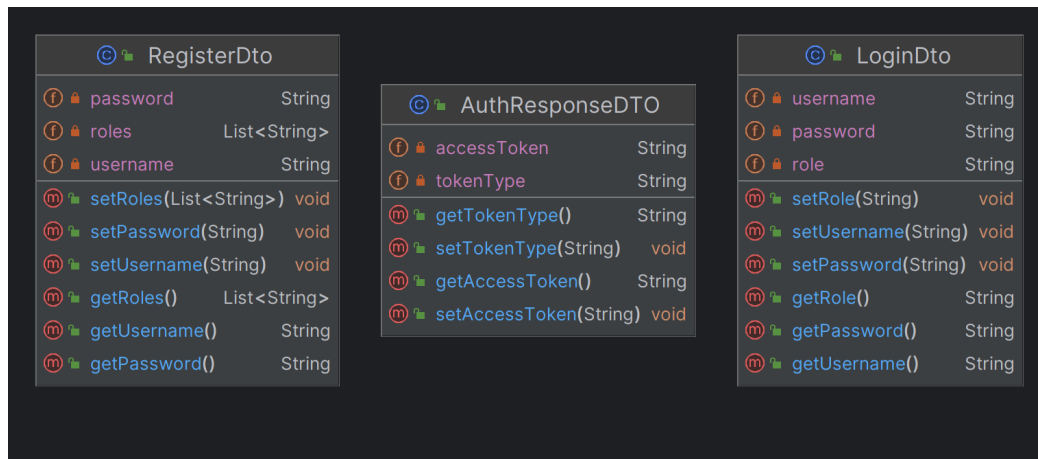 RegisterDto
password String
roles List<String>
username String
setRoles(List<String>) void
setPassword(String) void
setUsername(String) void
getRoles() List<String>
getUsername() String
getPassword() String
AuthResponseDTO
accessToken String
tokenType String
getTokenType() String
setTokenType(String) void
getAccessToken() String
setAccessToken(String) void
LoginDto
username String
password String
role String
setRole(String) void
setUsername(String) void
setPassword(String) void
getRole() String
getPassword() String
getUsername() String